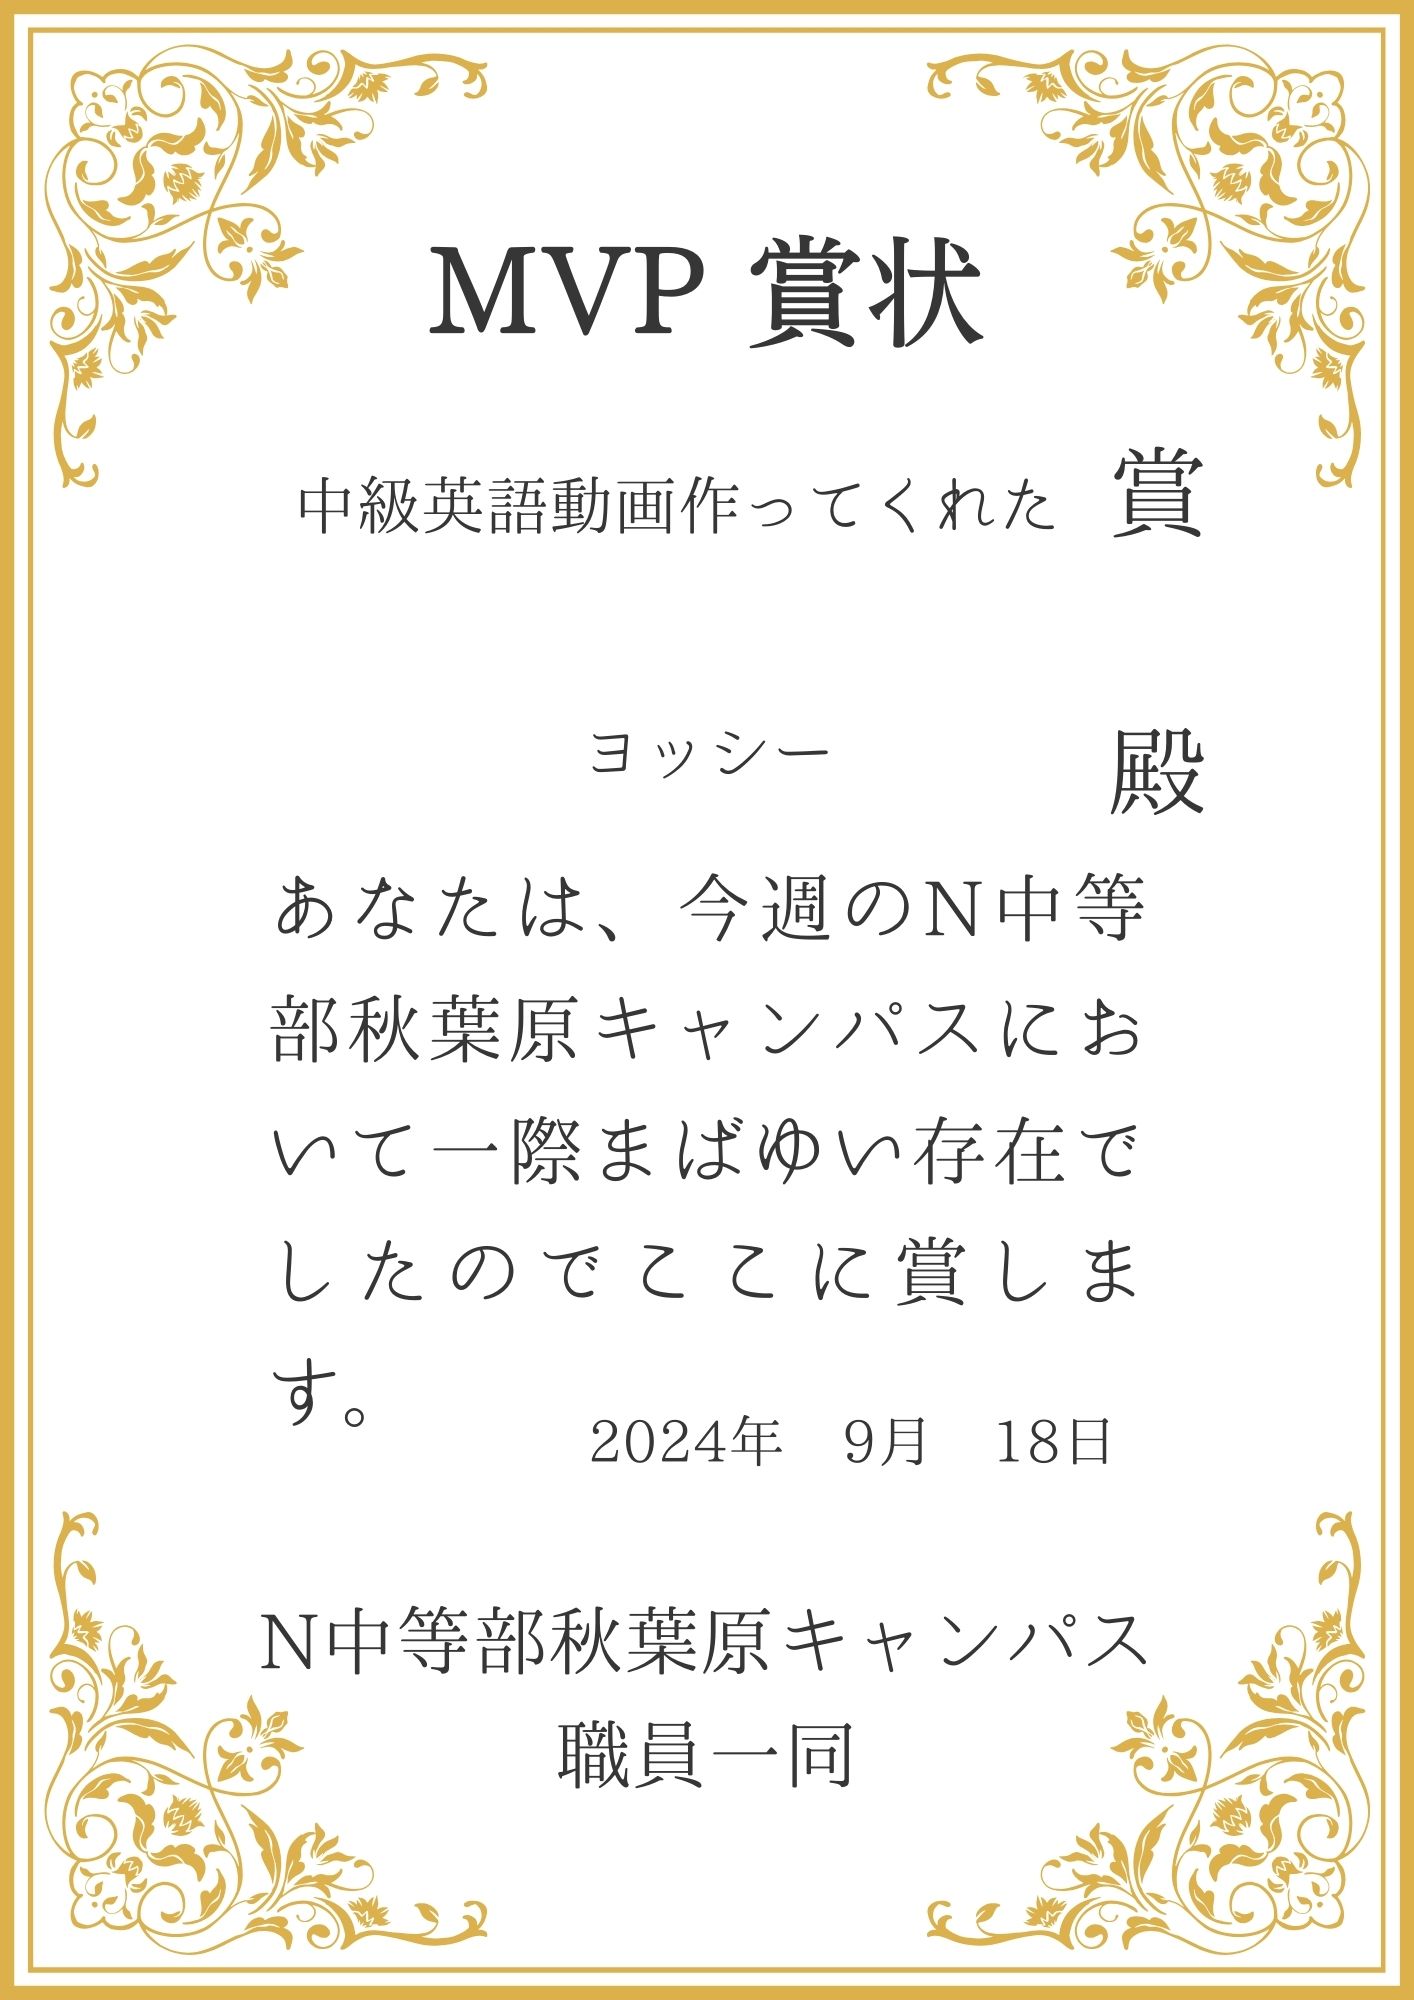 MVP 賞状
中級英語動画作ってくれた 賞
ヨッシー 殿
あなたは、今週のN中等
部秋葉原キャンパスにお
いて一際まばゆい存在で
したのでここに賞しま
す。
2024年　9月　18日
N中等部秋葉原キャンパス
職員一同